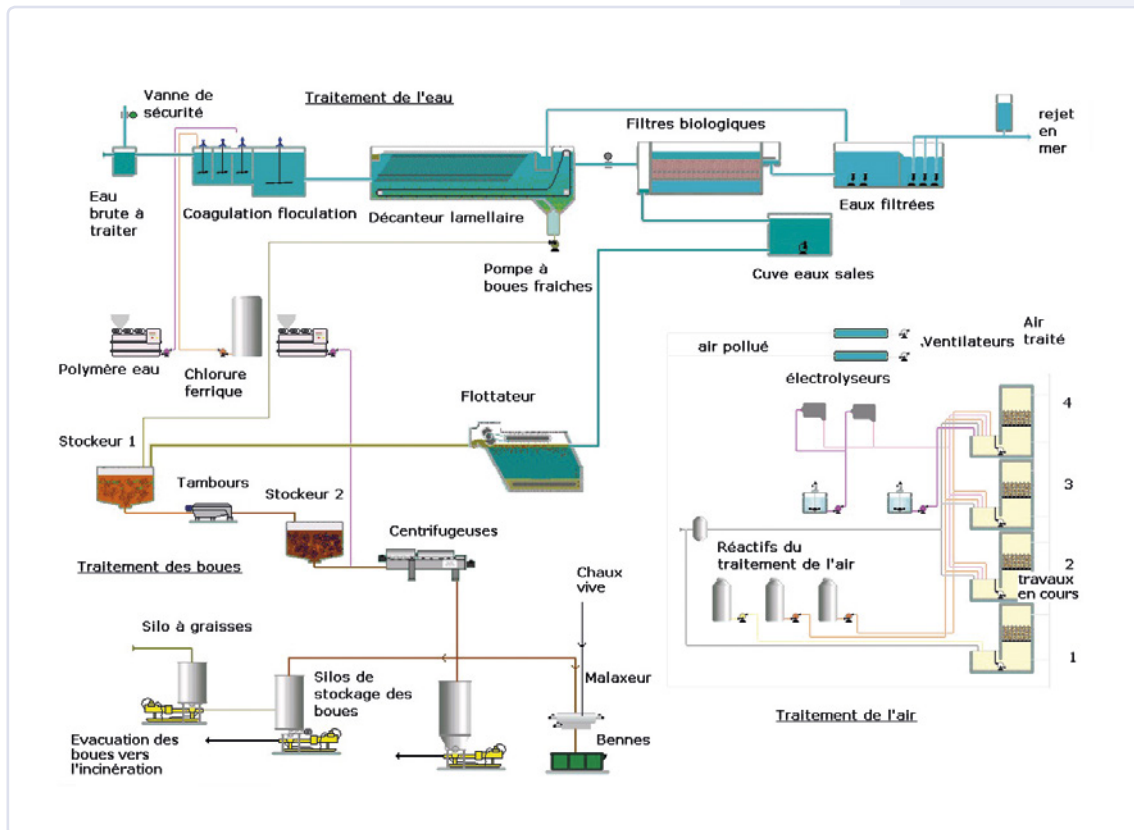 Traitement de l'eau
Vanne de
sécurité
Filtres biologiques
rejet
en
mer
Eau
brute à
traiter
Coagulation floculation
Décanteur lamellaire
Eaux filtrées
Pompe à
boues fraiches
Cuve eaux sales
Polymère eau
Chlorure
ferrique
air pollué
Ventilateurs
Air
traité
électrolyseurs
Flottateur
4
Stockeur 1
Tambours
Stockeur 2
3
Centrifugeuses
Traitement des boues
Réactifs du
traitement de l'air
2
travaux
en cours
Chaux
vive
Silo à graisses
1
Silos de
stockage des
boues
Malaxeur
Traitement de l'air
Evacuation des
boues vers
l'incinération
Bennes